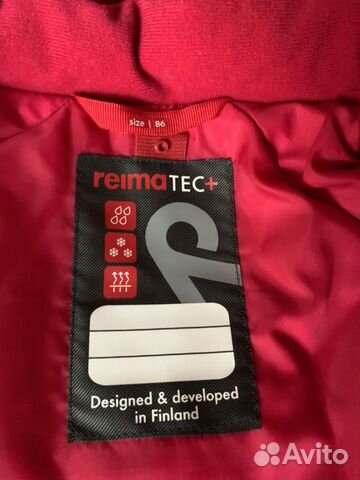 size | 86
reimaTEC+
Designed & developed
in Finland
Avito